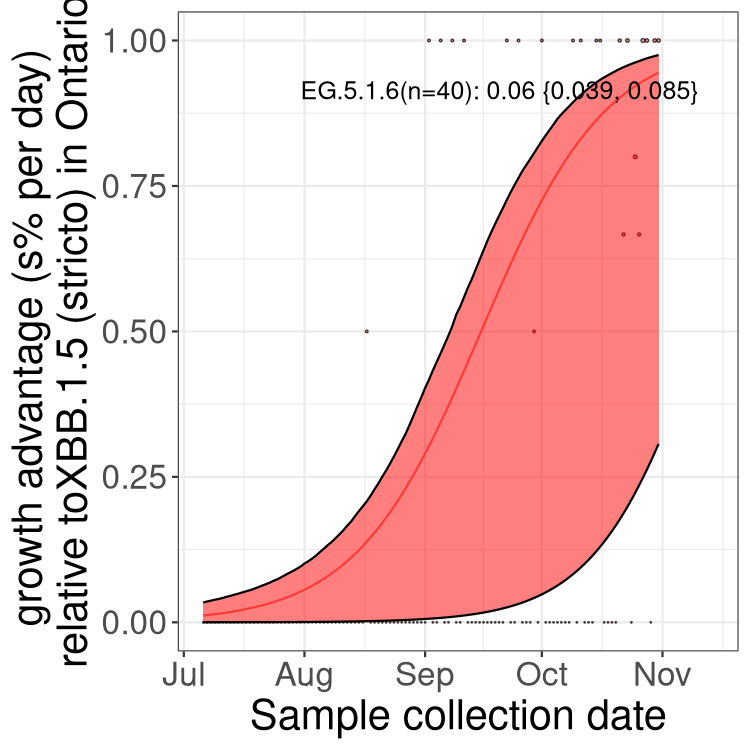 growth advantage (s% per day)
relative toXBB.1.5 (stricto) in Ontario
1.00
0.75
0.50
0.25
0.00
EG.5.1.6(n=40): 0.06 {0.039, 0.085}
Jul Aug Sep Oct Nov
Sample collection date